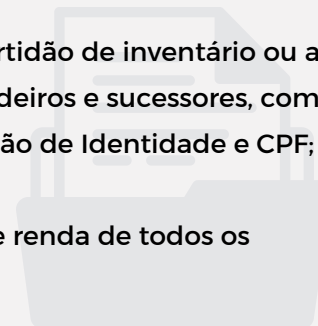 rtidão de inventário ou a
deiros e sucessores, com
ão de Identidade e CPF;
e renda de todos os